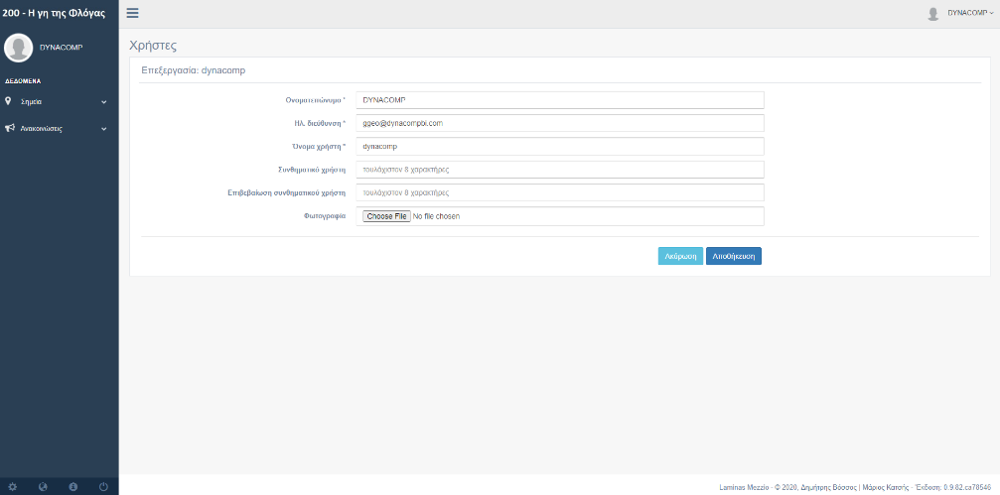 200 - Η γη της Φλόγας
DYNACOMP
DYNACOMP
ΔΕΔΟΜΕΝΑ
Σημεία
Ανακοινώσεις
Χρήστες
Επεξεργασία: dynacomp
Ονοματεπώνυμο * DYNACOMP
Ηλ. διεύθυνση * ggeo@dynacompbi.com
Όνομα χρήστη * dynacomp
Συνθηματικό χρήστη τουλάχιστον 8 χαρακτήρες
Επιβεβαίωση συνθηματικού χρήστη τουλάχιστον 8 χαρακτήρες
Φωτογραφία Choose File No file chosen
Ακύρωση Αποθήκευση
Laminas Mezzio - © 2020, Δημήτρης Βόσσος | Μάριος Κατσής - Έκδοση: 0.9.82.ca78546